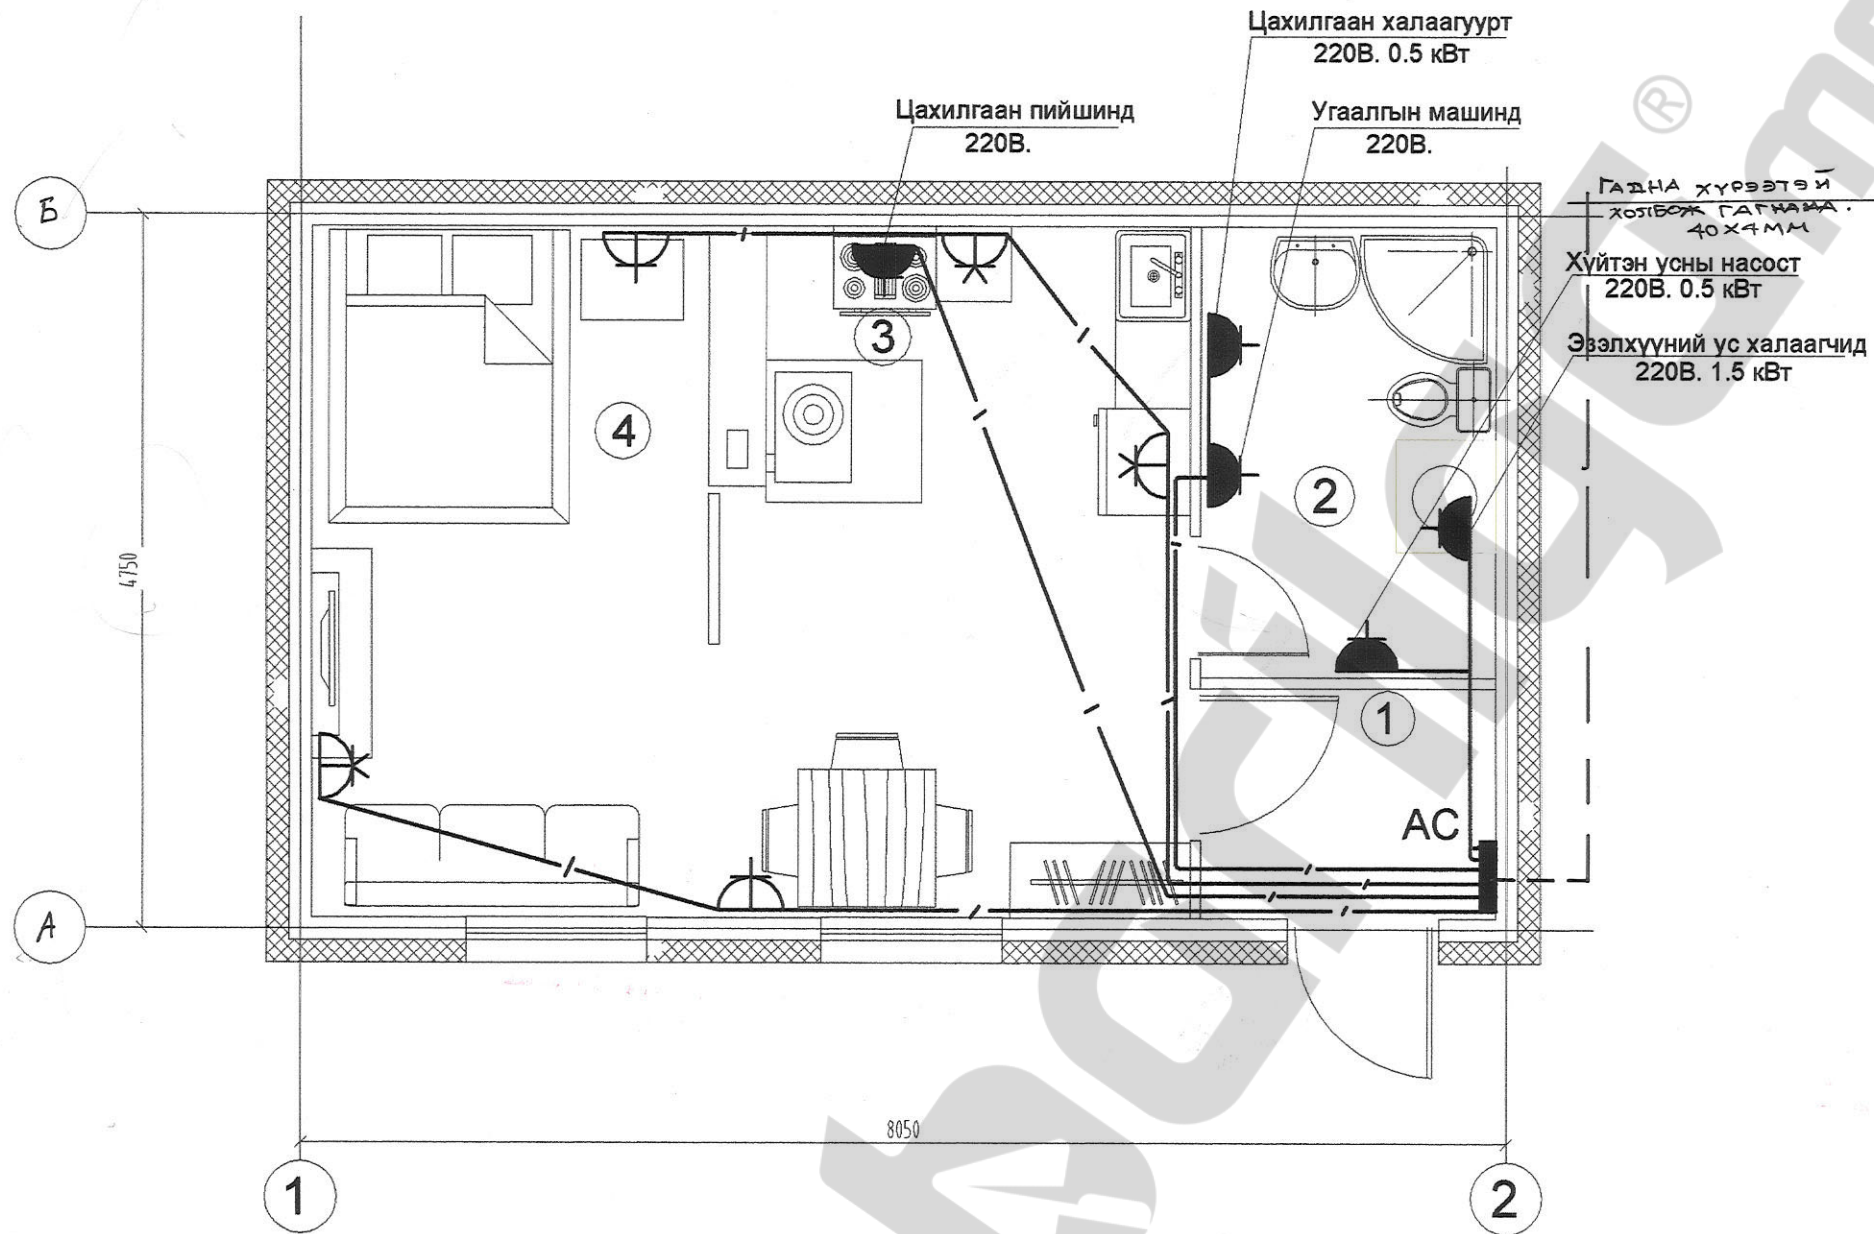 Цахилгаан халаагуурт
220В. 0.5 кВт
Цахилгаан пийшинд
220В.
Угаалгын машинд
220В.
®
ГАДНА ХҮРЭЭТЭЙ
ХОЛБОЖ ГАГНАНА.
40X4ММ
Хүйтэн усны насост
220В. 0.5 кВт
Эзэлхүүний ус халаагчид
220В. 1.5 кВт
Б
3
4
2
4750
1
АС
А
8050
1
2